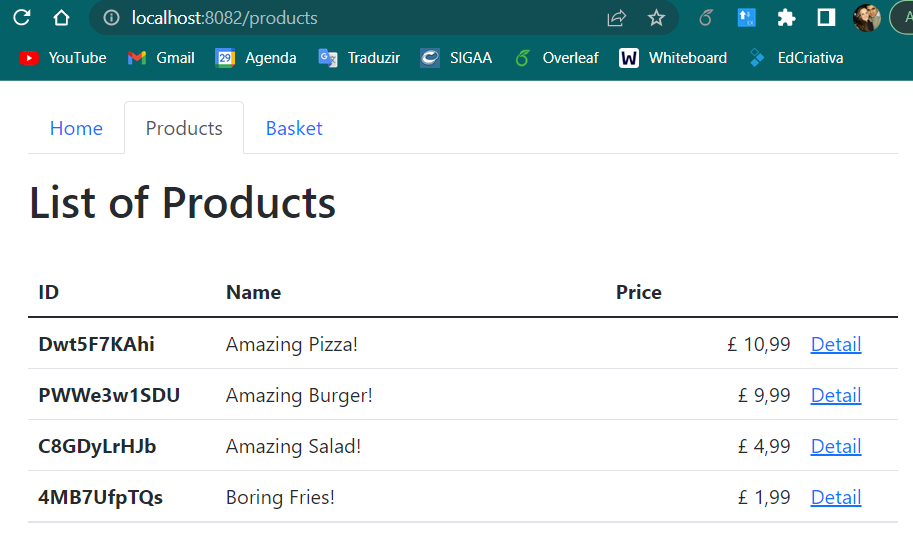 localhost:8082/products
A
YouTube Gmail 29 Agenda Traduzir SIGAA Overleaf W Whiteboard EdCriativa
Home Products Basket
List of Products
ID Name Price
Dwt5F7KAhi Amazing Pizza! £ 10,99 Detail
PWWe3w1SDU Amazing Burger! £ 9,99 Detail
C8GDyLrHJb Amazing Salad! £ 4,99 Detail
4MB7UfpTQs Boring Fries! £ 1,99 Detail